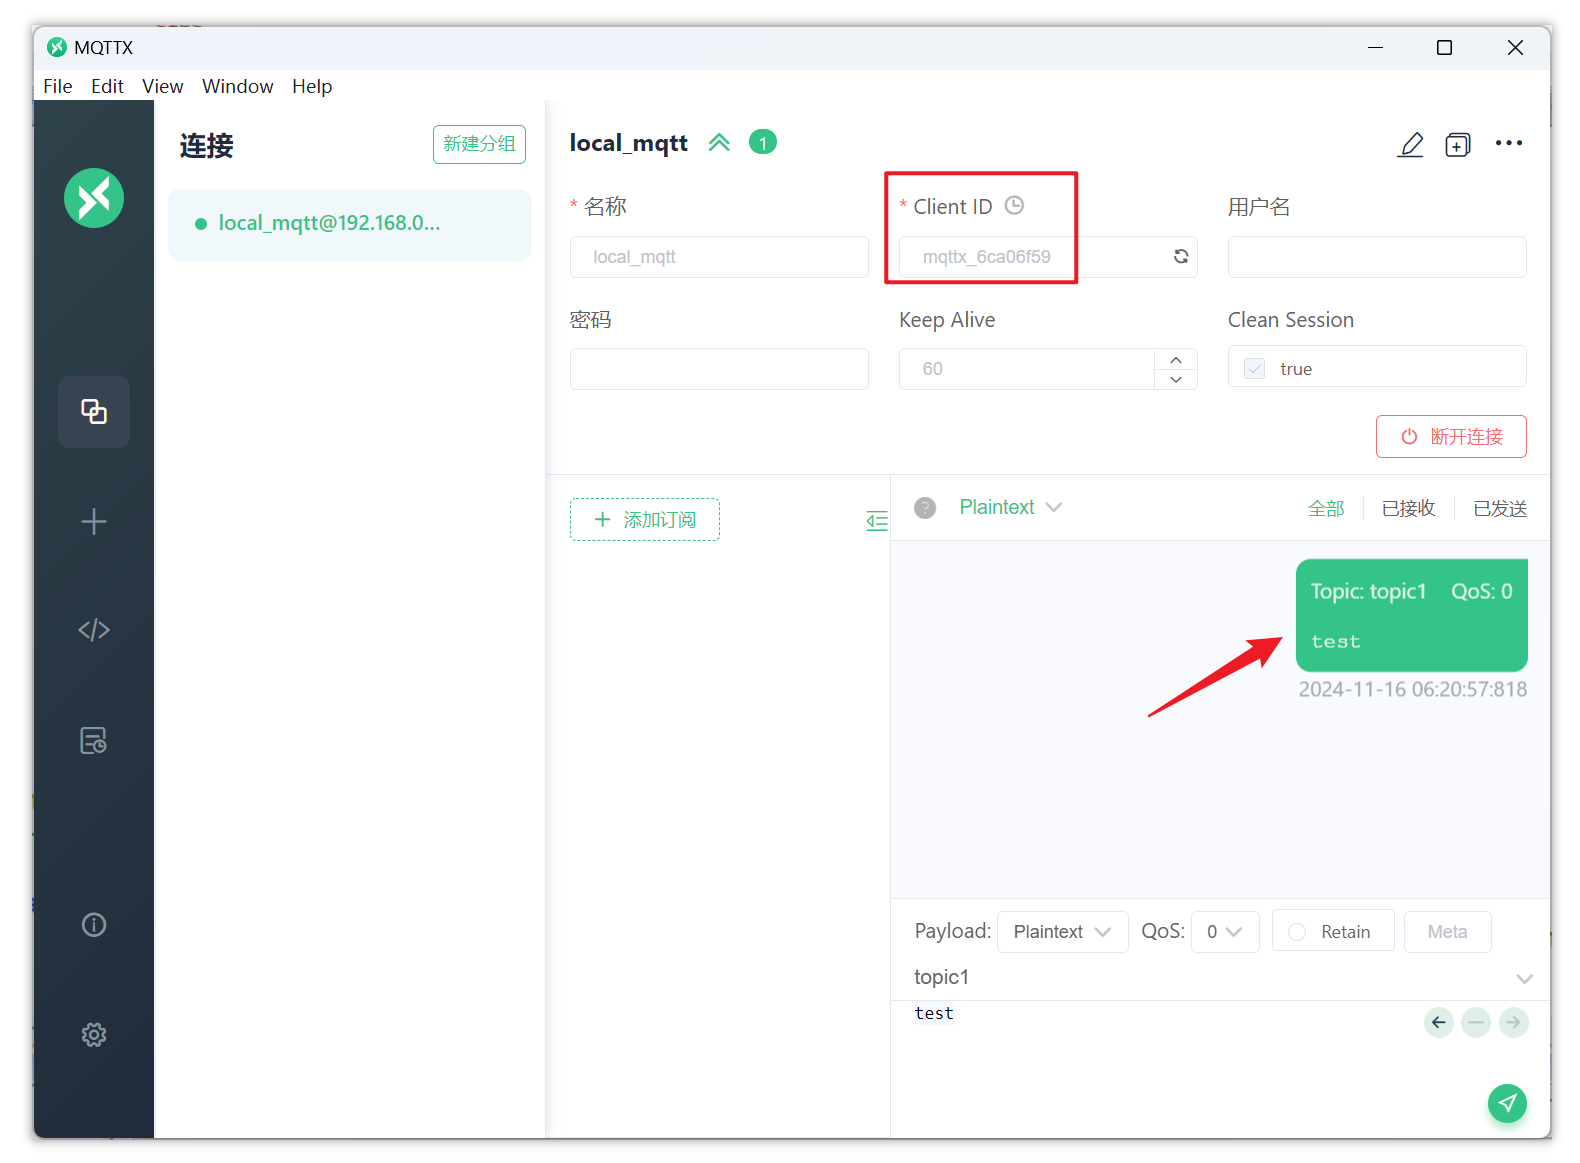 MQTTX
File Edit View Window Help
连接
新建分组
local_mqtt@192.168.0...
local_mqtt 1
* 名称
local_mqtt
* Client ID
mqttx_6ca06f59
用户名
密码
Keep Alive
60
Clean Session
true
断开连接
+ 添加订阅
? Plaintext
全部 已接收 已发送
Topic: topic1 QoS: 0
test
2024-11-16 06:20:57:818
Payload: Plaintext QoS: 0 Retain Meta
topic1
test